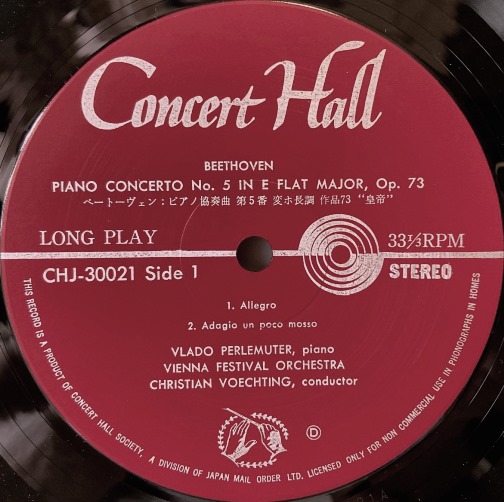 Concert Hall
BEETHOVEN
PIANO CONCERTO No. 5 IN E FLAT MAJOR, Op. 73
ベートーヴェン：ピアノ協奏曲 第5番 変ホ長調 作品73 “皇帝”
LONG PLAY
33⅓RPM
CHJ-30021 Side 1
STEREO
1. Allegro
2. Adagio un poco mosso
VLADO PERLEMUTER, piano
VIENNA FESTIVAL ORCHESTRA
CHRISTIAN VOECHTING, conductor
Ⓓ
THIS RECORD IS A PRODUCT OF CONCERT HALL SOCIETY, A DIVISION OF JAPAN MAIL ORDER LTD. LICENSED ONLY FOR NON COMMERCIAL USE IN PHONOGRAPHS IN HOMES